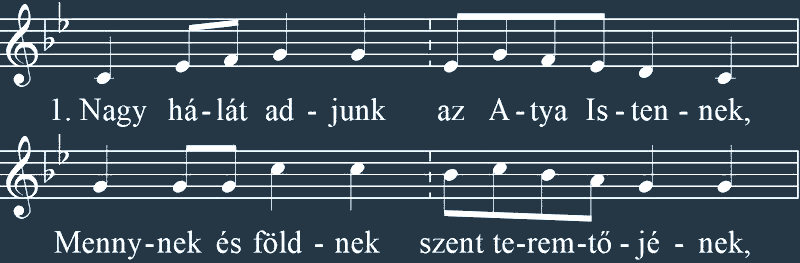 1. Nagy há-lát ad - junk az A-tya Is-ten - nek,
Menny-nek és föld - nek szent te-rem-tő-jé - nek,